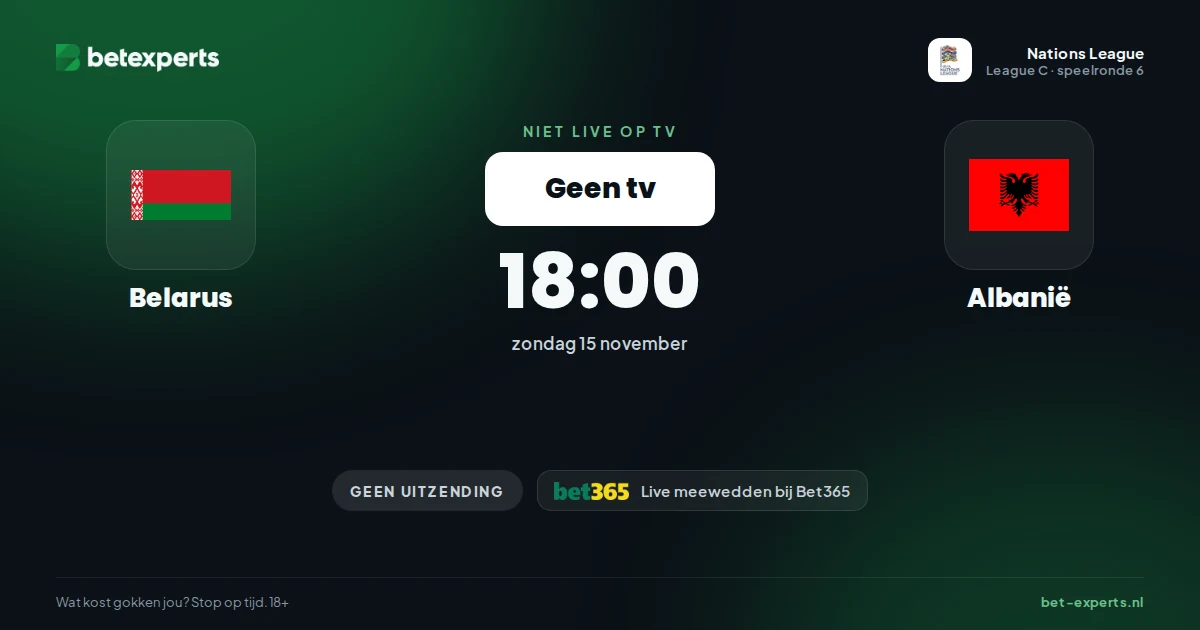 betexperts
Nations League
League C · speelronde 6
NIET LIVE OP TV
Geen tv
18:00
zondag 15 november
Belarus
Albanië
GEEN UITZENDING
bet365 Live meewedden bij Bet365
Wat kost gokken jou? Stop op tijd. 18+
bet-experts.nl